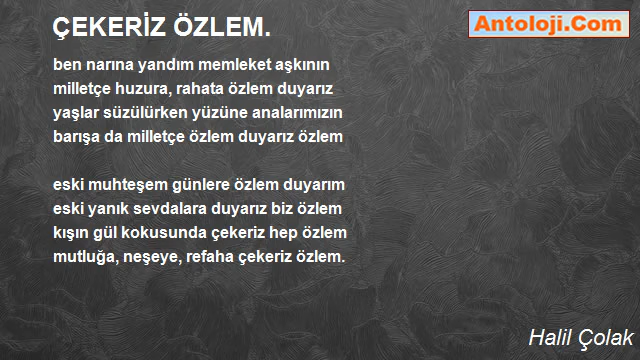 ÇEKERİZ ÖZLEM.
Antoloji.Com
ben narına yandım memleket aşkının
milletçe huzura, rahata özlem duyarız
yaşlar süzülürken yüzüne analarımızın
barışa da milletçe özlem duyarız özlem

eski muhteşem günlere özlem duyarım
eski yanık sevdalara duyarız biz özlem
kışın gül kokusunda çekeriz hep özlem
mutluğa, neşeye, refaha çekeriz özlem.
Halil Çolak